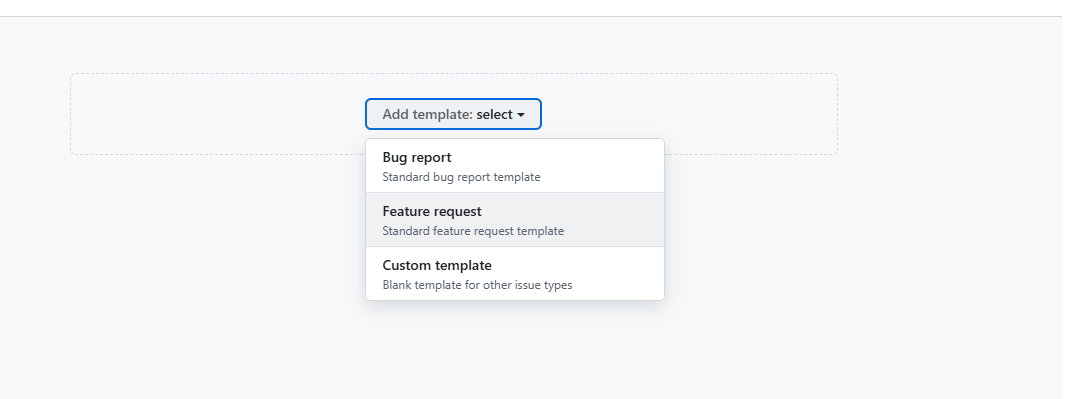 Add template: select
Bug report
Standard bug report template
Feature request
Standard feature request template
Custom template
Blank template for other issue types